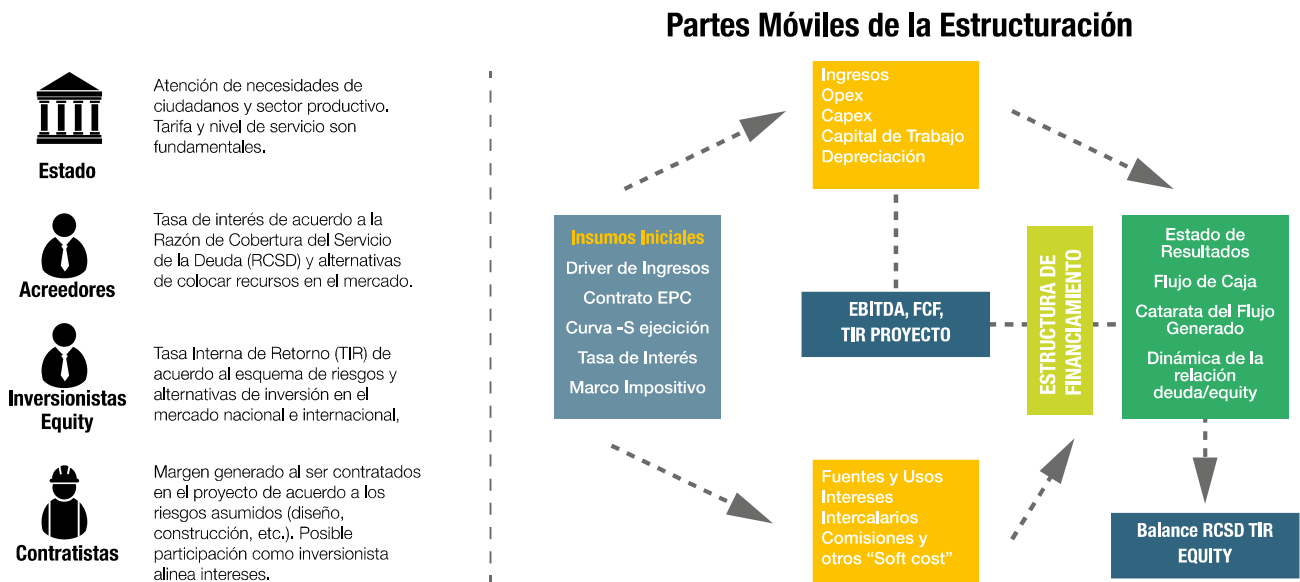 Partes Móviles de la Estructuración
Estado
Atención de necesidades de
ciudadanos y sector productivo.
Tarifa y nivel de servicio son
fundamentales.
Acreedores
Tasa de interés de acuerdo a la
Razón de Cobertura del Servicio
de la Deuda (RCSD) y alternativas
de colocar recursos en el mercado.
Inversionistas
Equity
Tasa Interna de Retorno (TIR) de
acuerdo al esquema de riesgos y
alternativas de inversión en el
mercado nacional e internacional,
Contratistas
Margen generado al ser contratados
en el proyecto de acuerdo a los
riesgos asumidos (diseño,
construcción, etc.). Posible
participación como inversionista
alinea intereses.
Insumos Iniciales
Driver de Ingresos
Contrato EPC
Curva -S ejecición
Tasa de Interés
Marco Impositivo
Ingresos
Opex
Capex
Capital de Trabajo
Depreciación
EBITDA, FCF,
TIR PROYECTO
Fuentes y Usos
Intereses
Intercalarios
Comisiones y
otros “Soft cost”
ESTRUCTURA DE
FINANCIAMIENTO
Estado de
Resultados
Flujo de Caja
Catarata del Flujo
Generado
Dinámica de la
relación
deuda/equity
Balance RCSD TIR
EQUITY